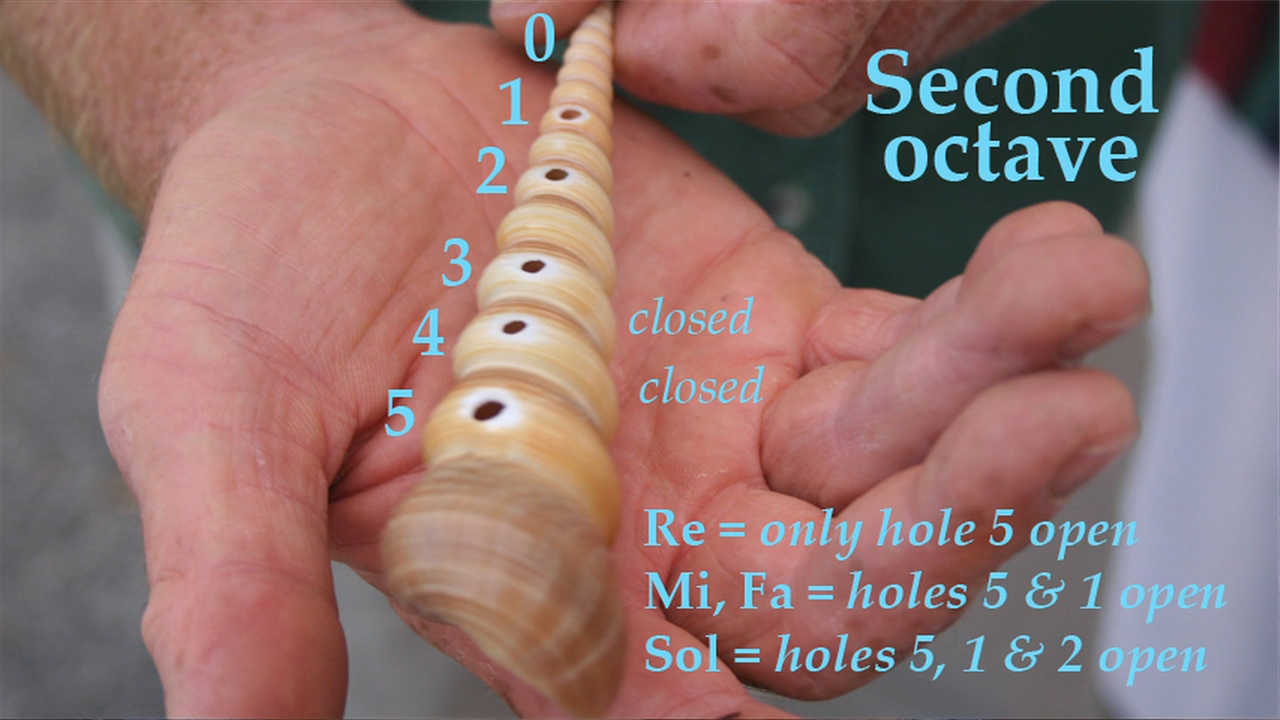 0
1
2
3
4
5
Second
octave
closed
closed
Re = only hole 5 open
Mi, Fa = holes 5 & 1 open
Sol = holes 5, 1 & 2 open